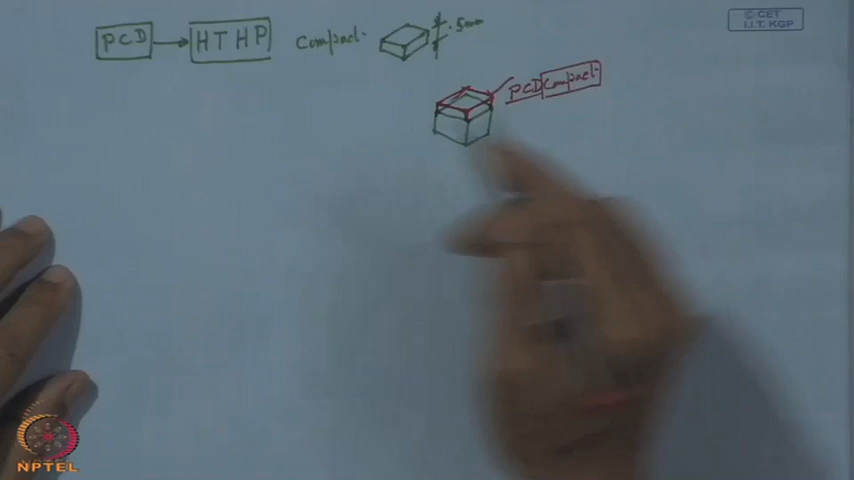 PCD → HTHP Compact .5mm
PCD Compact
© CET
I.I.T. KGP
NPTEL